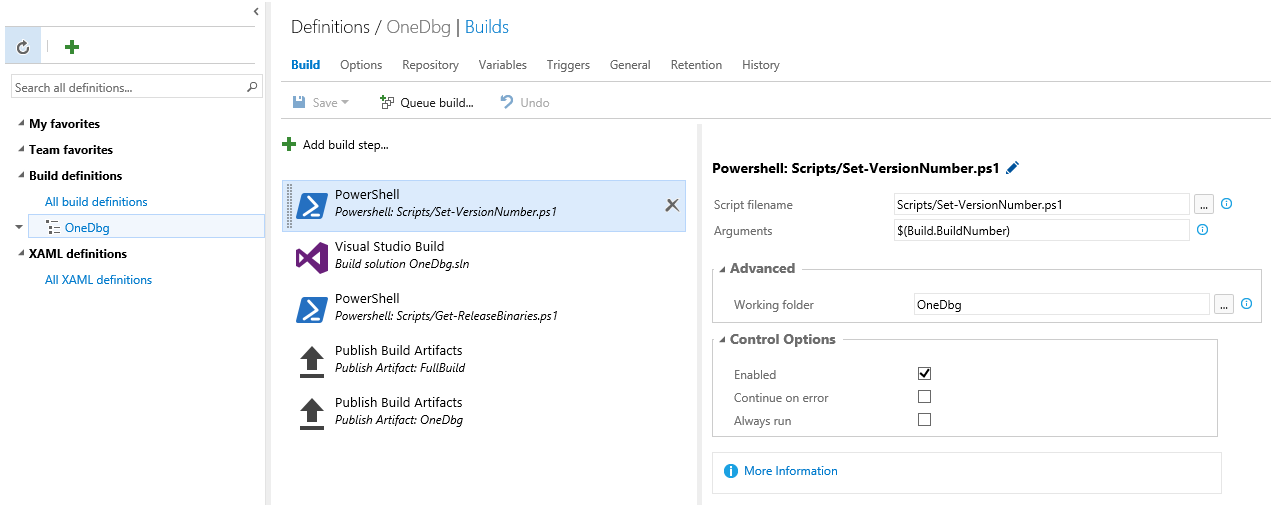 Search all definitions...
My favorites
Team favorites
Build definitions
All build definitions
OneDbg
XAML definitions
All XAML definitions
Definitions / OneDbg | Builds
Build Options Repository Variables Triggers General Retention History
Save Queue build... Undo
Add build step...
PowerShell
Powershell: Scripts/Set-VersionNumber.ps1
Visual Studio Build
Build solution OneDbg.sln
PowerShell
Powershell: Scripts/Get-ReleaseBinaries.ps1
Publish Build Artifacts
Publish Artifact: FullBuild
Publish Build Artifacts
Publish Artifact: OneDbg
Powershell: Scripts/Set-VersionNumber.ps1
Script filename Scripts/Set-VersionNumber.ps1 ...
Arguments $(Build.BuildNumber)
Advanced
Working folder OneDbg ...
Control Options
Enabled
Continue on error
Always run
More Information